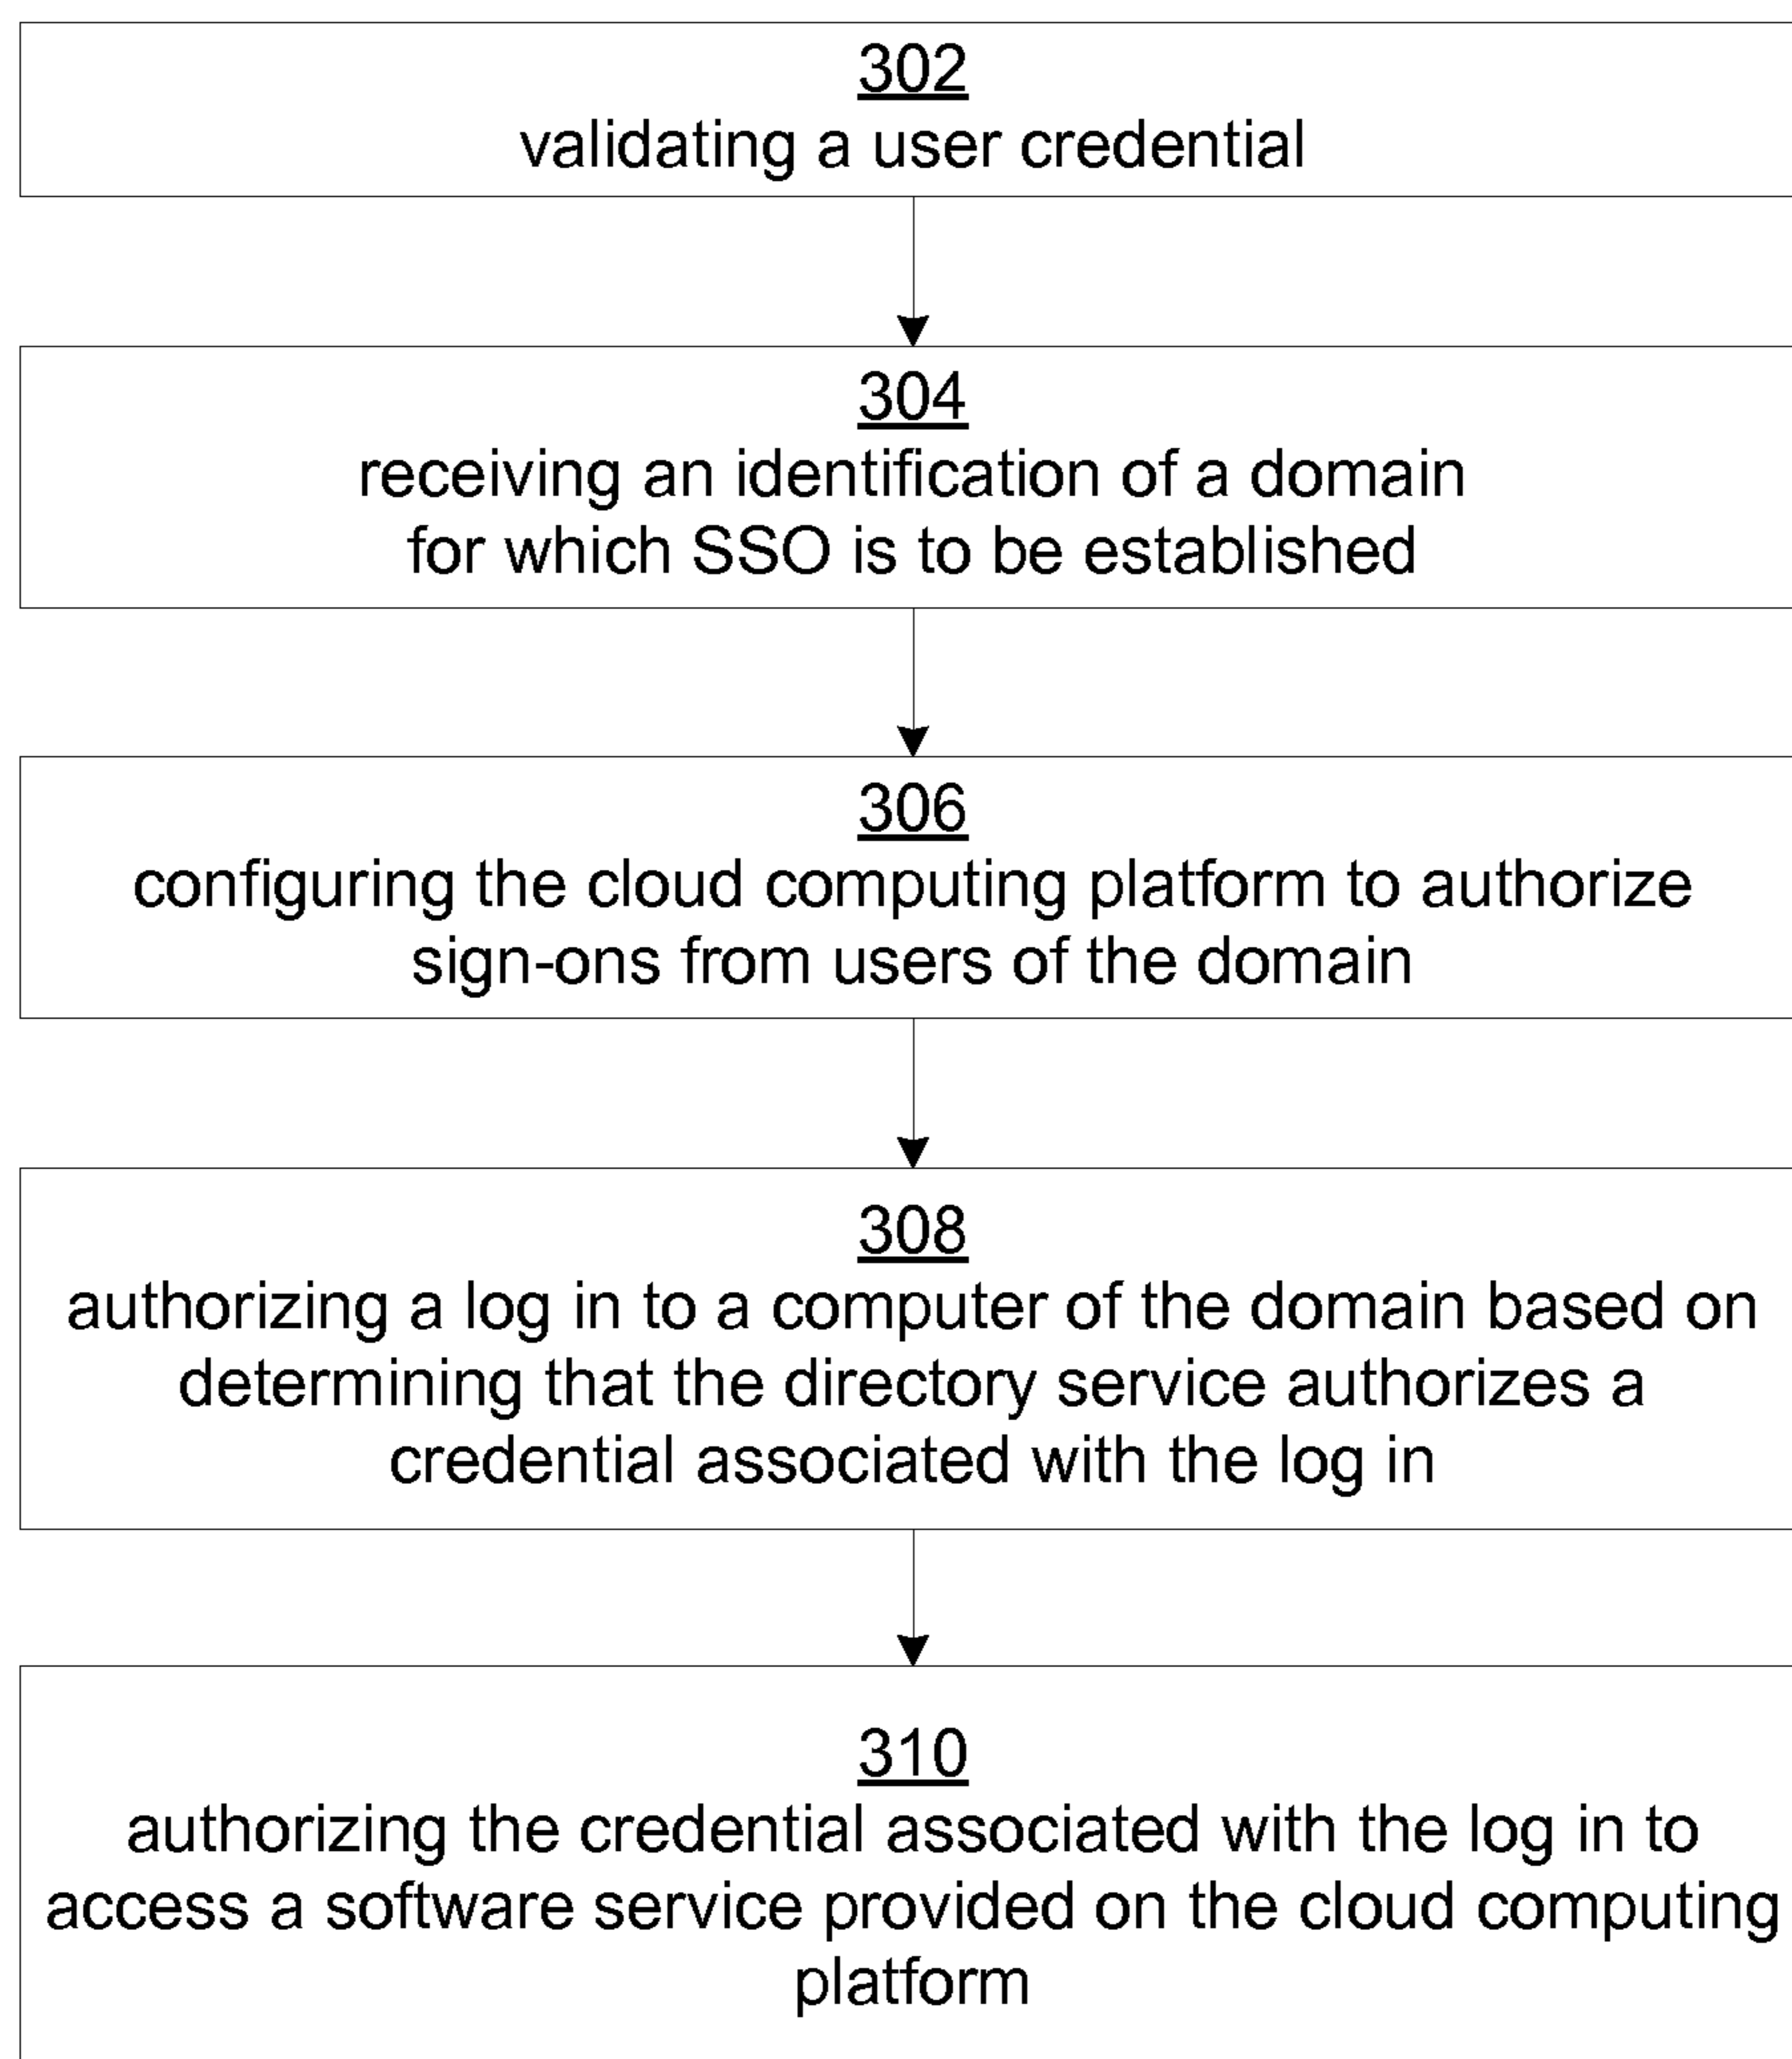 302
validating a user credential
304
receiving an identification of a domain
for which SSO is to be established
306
configuring the cloud computing platform to authorize
sign-ons from users of the domain
308
authorizing a log in to a computer of the domain based on
determining that the directory service authorizes a
credential associated with the log in
310
authorizing the credential associated with the log in to
access a software service provided on the cloud computing
platform